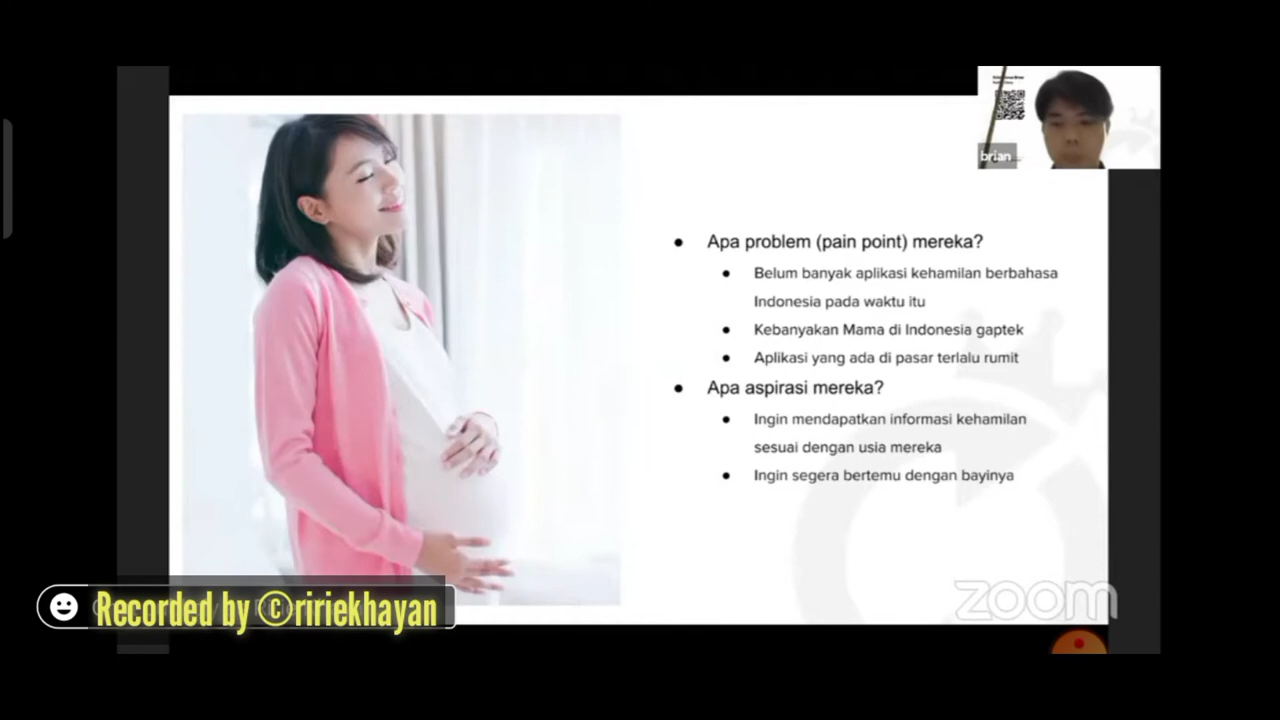 brian
● Apa problem (pain point) mereka?
● Belum banyak aplikasi kehamilan berbahasa
Indonesia pada waktu itu
● Kebanyakan Mama di Indonesia gaptek
● Aplikasi yang ada di pasar terlalu rumit
● Apa aspirasi mereka?
● Ingin mendapatkan informasi kehamilan
sesuai dengan usia mereka
● Ingin segera bertemu dengan bayinya
zoom
Recorded by ©ririekhayan